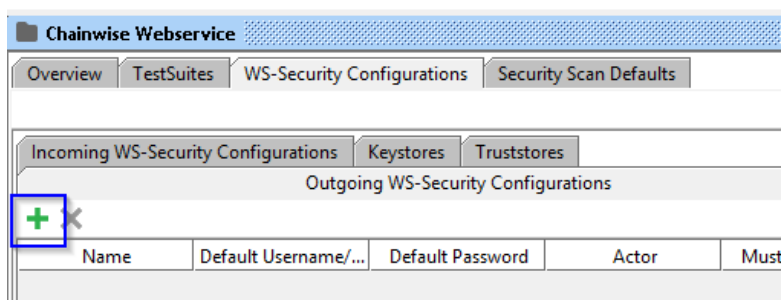 Chainwise Webservice
Overview TestSuites WS-Security Configurations Security Scan Defaults
Incoming WS-Security Configurations Keystores Truststores
Outgoing WS-Security Configurations
Name Default Username/... Default Password Actor Must